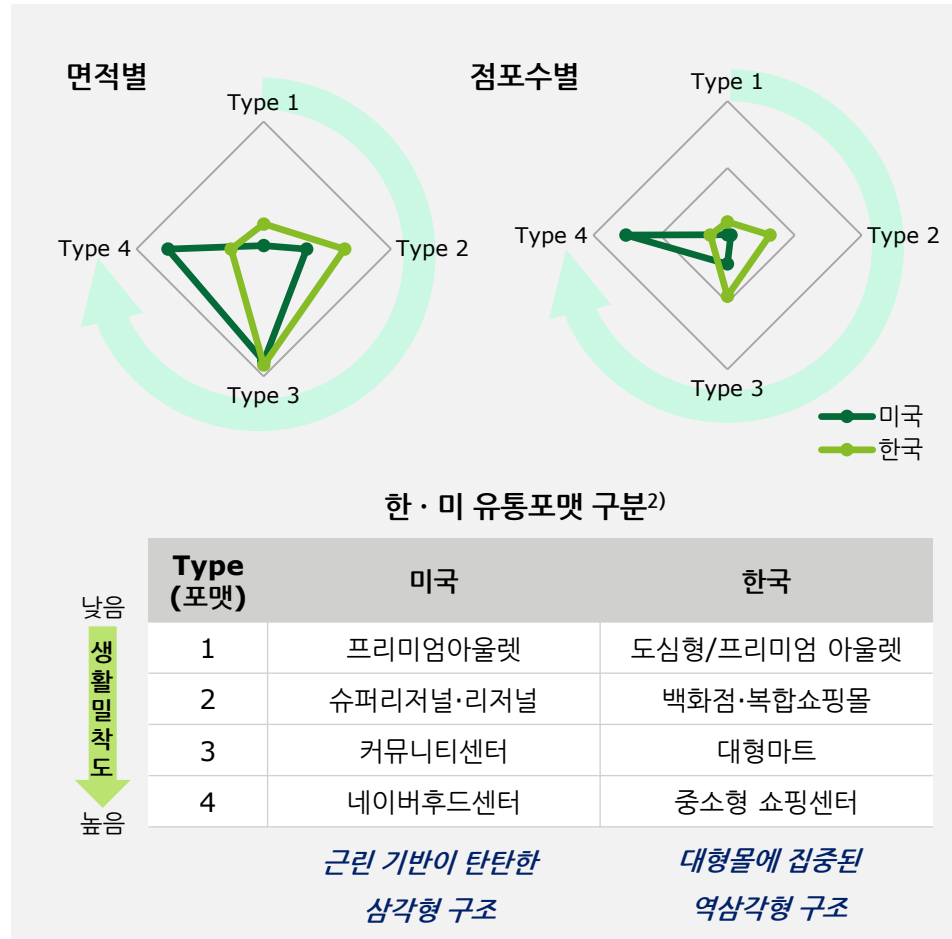 면적별
Type 1
Type 2
Type 3
Type 4
점포수별
Type 1
Type 2
Type 3
Type 4
미국
한국
한 · 미 유통포맷 구분2)
Type (포맷) 미국 한국
1 프리미엄아울렛 도심형/프리미엄 아울렛
2 슈퍼리저널·리저널 백화점·복합쇼핑몰
3 커뮤니티센터 대형마트
4 네이버후드센터 중소형 쇼핑센터
낮음
생활밀착도
높음
근린 기반이 탄탄한
삼각형 구조
대형몰에 집중된
역삼각형 구조